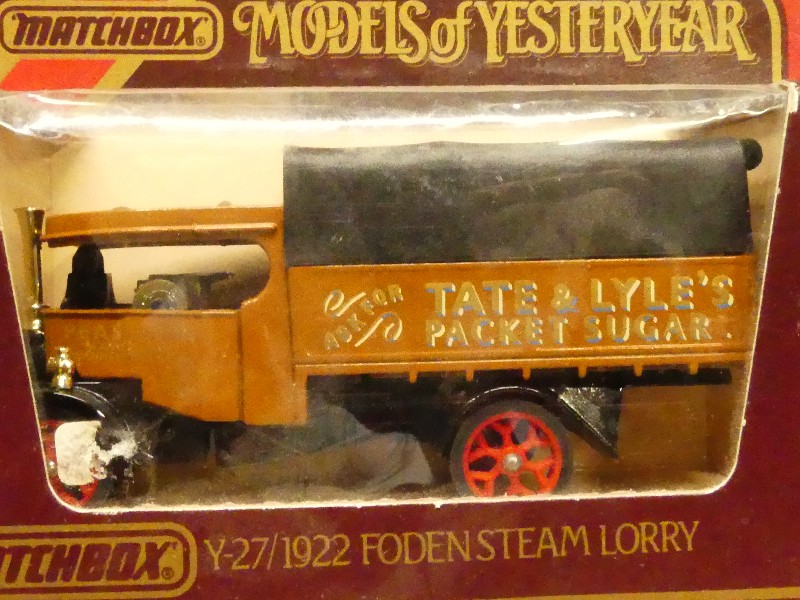 MATCHBOX®
MODELS of YESTERYEAR
ASK FOR
TATE & LYLE'S
PACKET SUGAR.
MATCHBOX®
Y-27/1922 FODEN STEAM LORRY